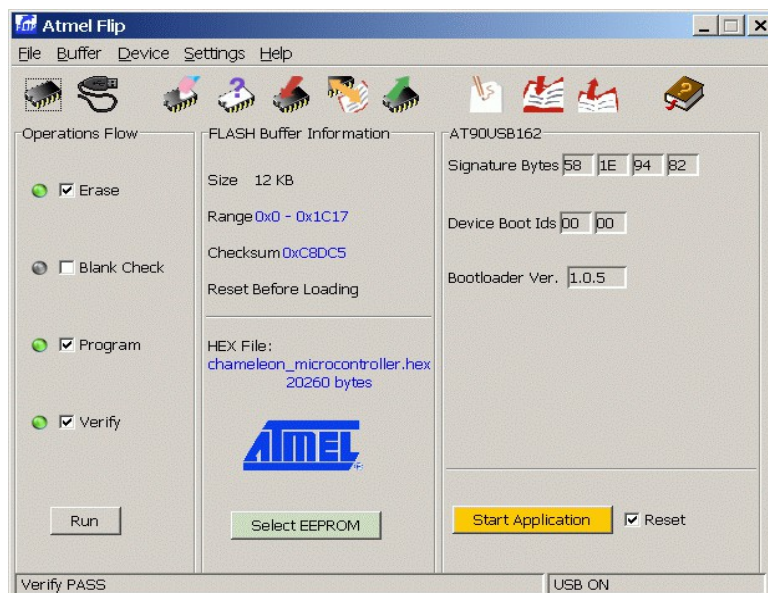 Atmel Flip
File Buffer Device Settings Help
Operations Flow
Erase
Blank Check
Program
Verify
Run
FLASH Buffer Information
Size 12 KB
Range 0x0 - 0x1C17
Checksum 0xC8DC5
Reset Before Loading
HEX File:
chameleon_microcontroller.hex
20260 bytes
ATMEL
Select EEPROM
AT90USB162
Signature Bytes 58 1E 94 82
Device Boot Ids 00 00
Bootloader Ver. 1.0.5
Start Application Reset
Verify PASS USB ON